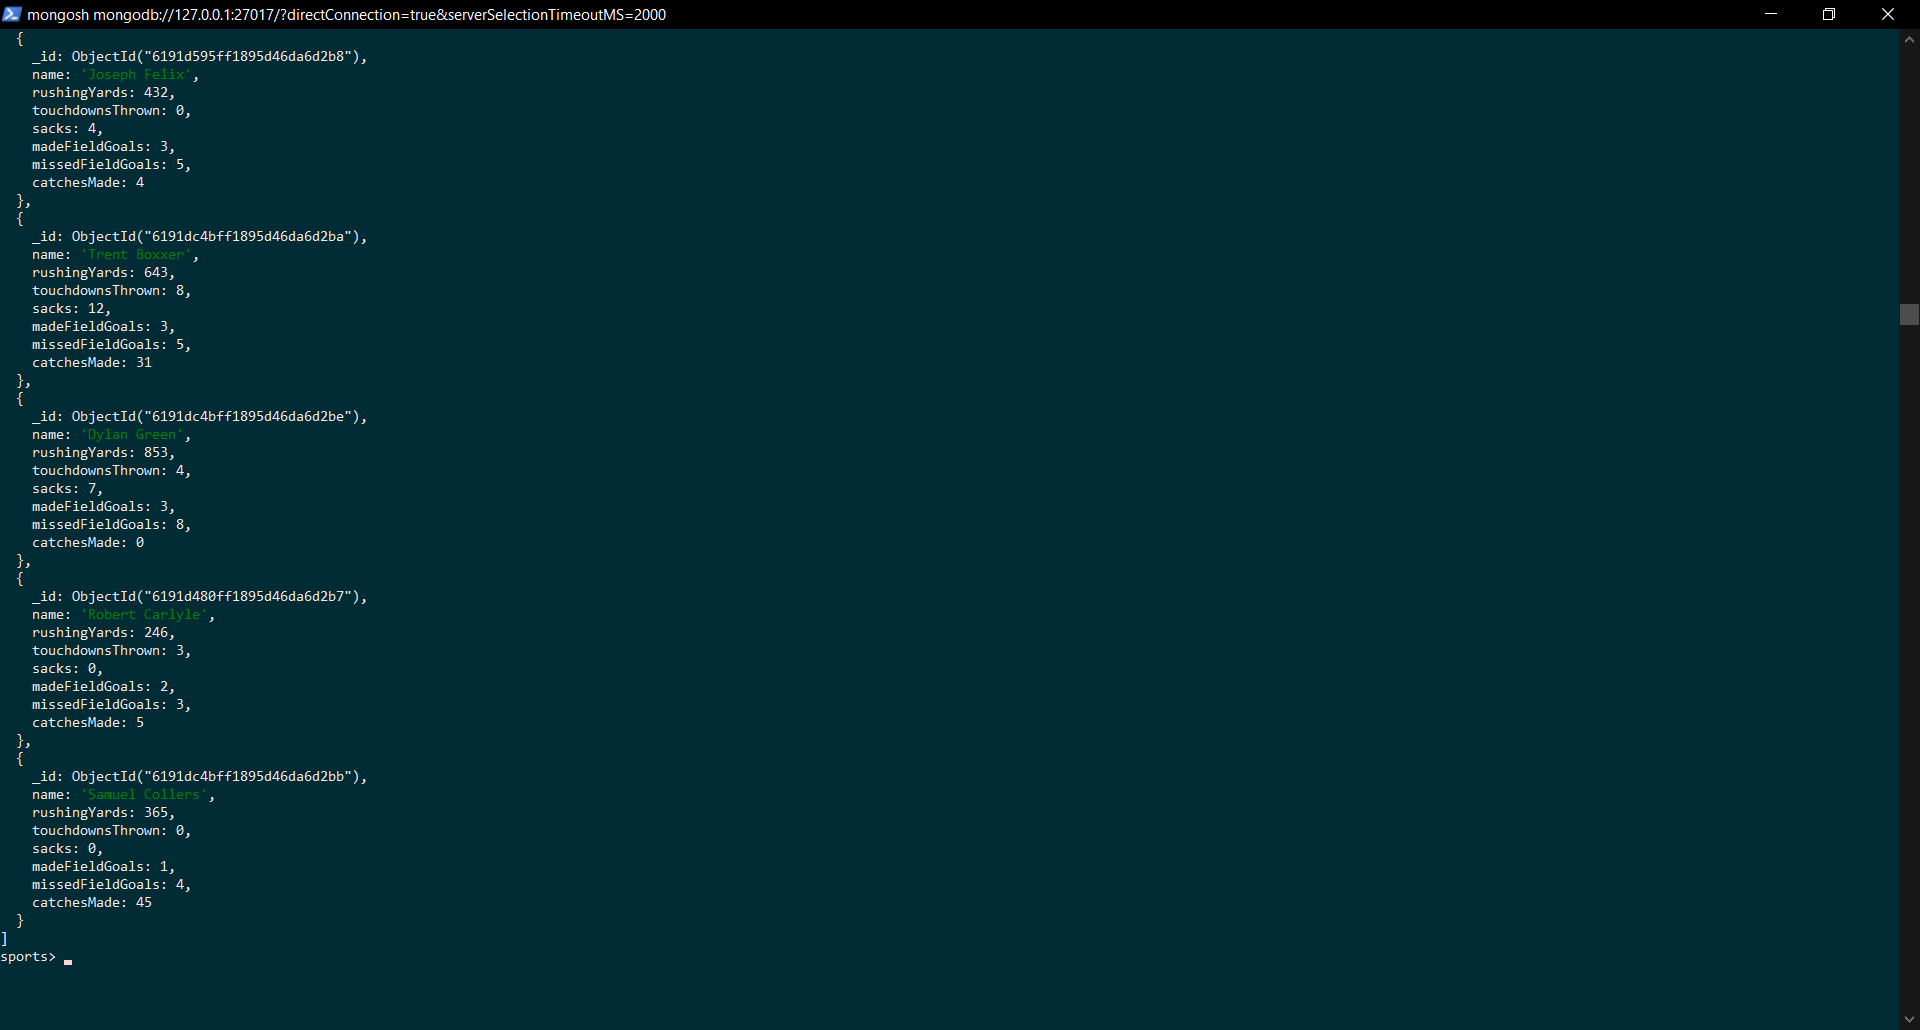 mongosh mongodb://127.0.0.1:27017/?directConnection=true&serverSelectionTimeoutMS=2000
  {
    _id: ObjectId("6191d595ff1895d46da6d2b8"),
    name: 'Joseph Felix',
    rushingYards: 432,
    touchdownsThrown: 0,
    sacks: 4,
    madeFieldGoals: 3,
    missedFieldGoals: 5,
    catchesMade: 4
  },
  {
    _id: ObjectId("6191dc4bff1895d46da6d2ba"),
    name: 'Trent Boxxer',
    rushingYards: 643,
    touchdownsThrown: 8,
    sacks: 12,
    madeFieldGoals: 3,
    missedFieldGoals: 5,
    catchesMade: 31
  },
  {
    _id: ObjectId("6191dc4bff1895d46da6d2be"),
    name: 'Dylan Green',
    rushingYards: 853,
    touchdownsThrown: 4,
    sacks: 7,
    madeFieldGoals: 3,
    missedFieldGoals: 8,
    catchesMade: 0
  },
  {
    _id: ObjectId("6191d480ff1895d46da6d2b7"),
    name: 'Robert Carlyle',
    rushingYards: 246,
    touchdownsThrown: 3,
    sacks: 0,
    madeFieldGoals: 2,
    missedFieldGoals: 3,
    catchesMade: 5
  },
  {
    _id: ObjectId("6191dc4bff1895d46da6d2bb"),
    name: 'Samuel Collers',
    rushingYards: 365,
    touchdownsThrown: 0,
    sacks: 0,
    madeFieldGoals: 1,
    missedFieldGoals: 4,
    catchesMade: 45
  }
]
sports>